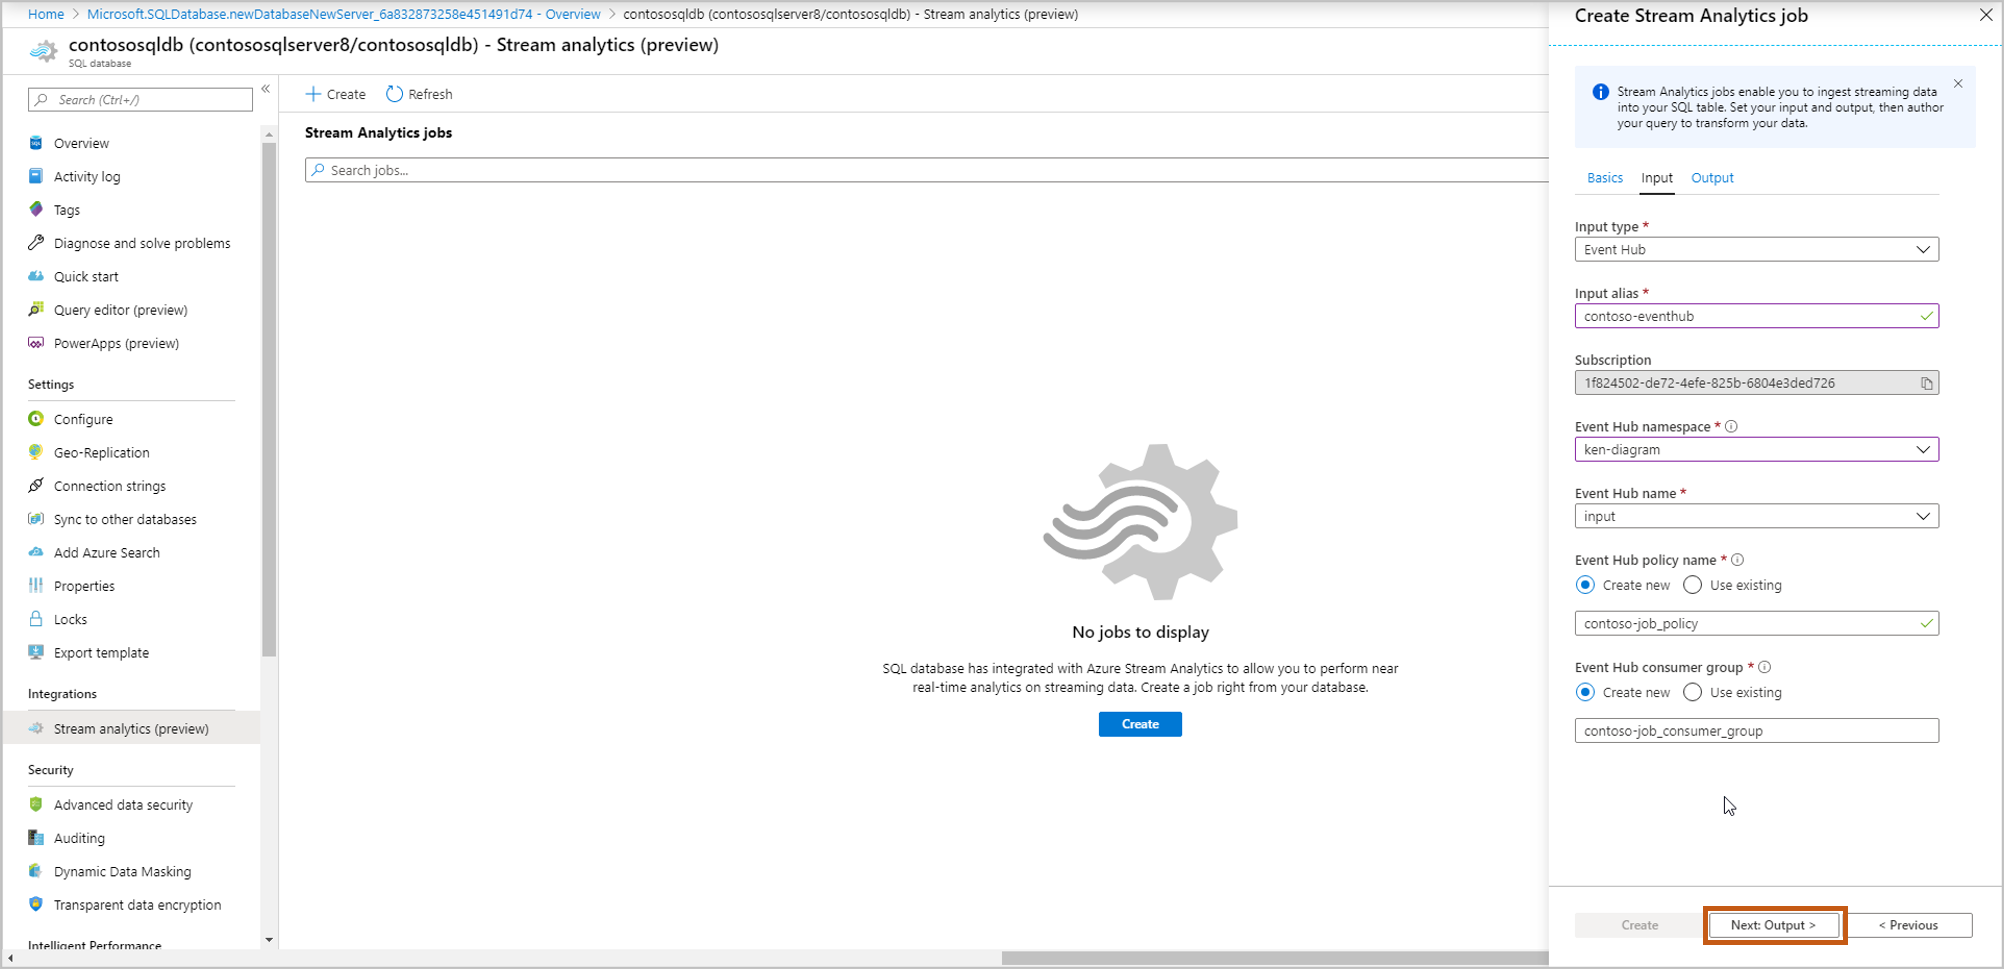 Home > Microsoft.SQLDatabase.newDatabaseNewServer_6a832873258e451491d74 - Overview > contososqldb (contososqlserver8/contososqldb) - Stream analytics (preview)
contososqldb (contososqlserver8/contososqldb) - Stream analytics (preview)
SQL database
Search (Ctrl+/)
Overview
Activity log
Tags
Diagnose and solve problems
Quick start
Query editor (preview)
PowerApps (preview)
Settings
Configure
Geo-Replication
Connection strings
Sync to other databases
Add Azure Search
Properties
Locks
Export template
Integrations
Stream analytics (preview)
Security
Advanced data security
Auditing
Dynamic Data Masking
Transparent data encryption
Intelligent Performance
Create
Refresh
Stream Analytics jobs
Search jobs...
No jobs to display
SQL database has integrated with Azure Stream Analytics to allow you to perform near
real-time analytics on streaming data. Create a job right from your database.
Create
Create Stream Analytics job
Stream Analytics jobs enable you to ingest streaming data
into your SQL table. Set your input and output, then author
your query to transform your data.
Basics Input Output
Input type *
Event Hub
Input alias *
contoso-eventhub
Subscription
1f824502-de72-4efe-825b-6804e3ded726
Event Hub namespace *
ken-diagram
Event Hub name *
input
Event Hub policy name *
Create new Use existing
contoso-job_policy
Event Hub consumer group *
Create new Use existing
contoso-job_consumer_group
Create
Next: Output >
< Previous